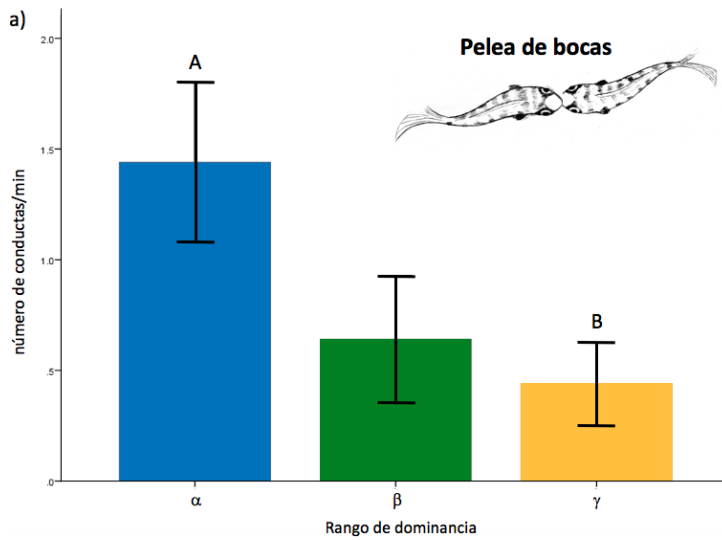 a)
Pelea de bocas
número de conductas/min
2.0
1.5
1.0
.5
.0
A
B
α β γ
Rango de dominancia